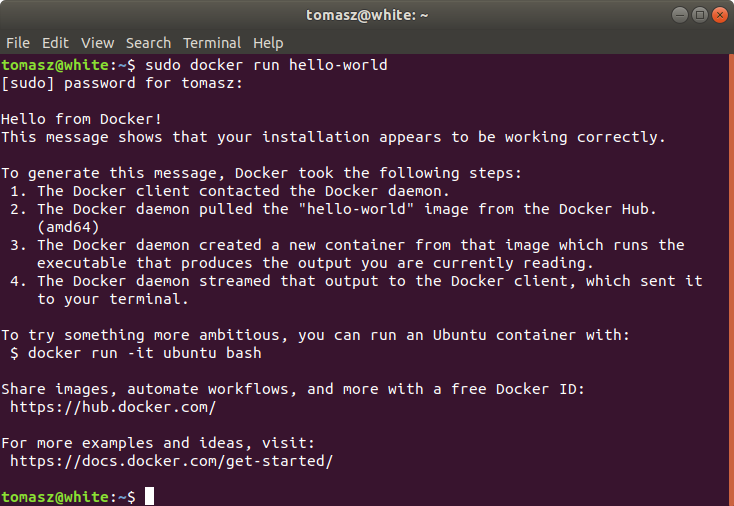 tomasz@white: ~
File Edit View Search Terminal Help
tomasz@white:~$ sudo docker run hello-world
[sudo] password for tomasz:
Hello from Docker!
This message shows that your installation appears to be working correctly.
To generate this message, Docker took the following steps:
1. The Docker client contacted the Docker daemon.
2. The Docker daemon pulled the "hello-world" image from the Docker Hub.
(amd64)
3. The Docker daemon created a new container from that image which runs the
executable that produces the output you are currently reading.
4. The Docker daemon streamed that output to the Docker client, which sent it
to your terminal.
To try something more ambitious, you can run an Ubuntu container with:
$ docker run -it ubuntu bash
Share images, automate workflows, and more with a free Docker ID:
https://hub.docker.com/
For more examples and ideas, visit:
https://docs.docker.com/get-started/
tomasz@white:~$